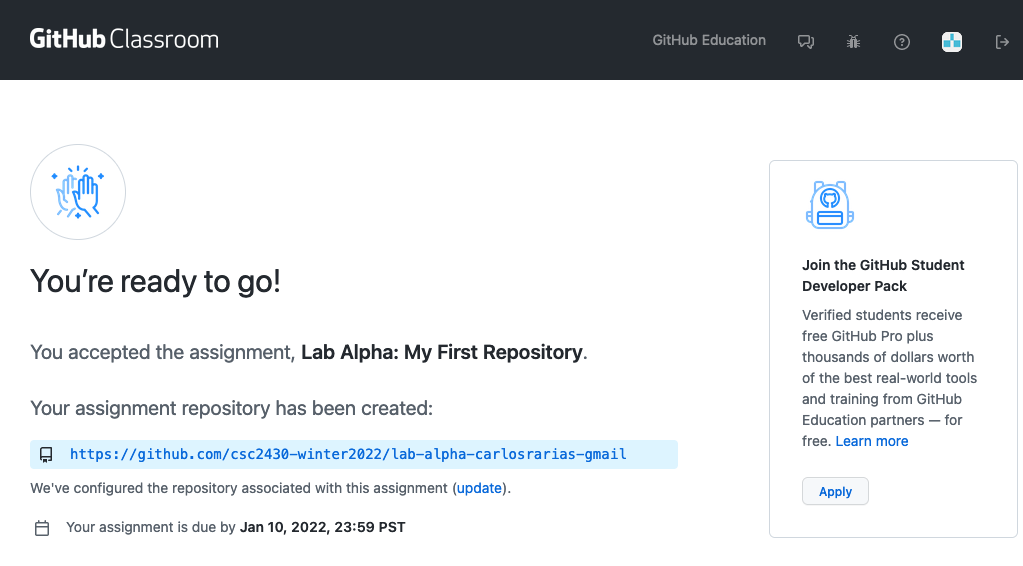 GitHub Classroom
GitHub Education
You're ready to go!
You accepted the assignment, Lab Alpha: My First Repository.
Your assignment repository has been created:
https://github.com/csc2430-winter2022/lab-alpha-carlosrarias-gmail
We've configured the repository associated with this assignment (update).
Your assignment is due by Jan 10, 2022, 23:59 PST
Join the GitHub Student
Developer Pack
Verified students receive
free GitHub Pro plus
thousands of dollars worth
of the best real-world tools
and training from GitHub
Education partners — for
free. Learn more
Apply